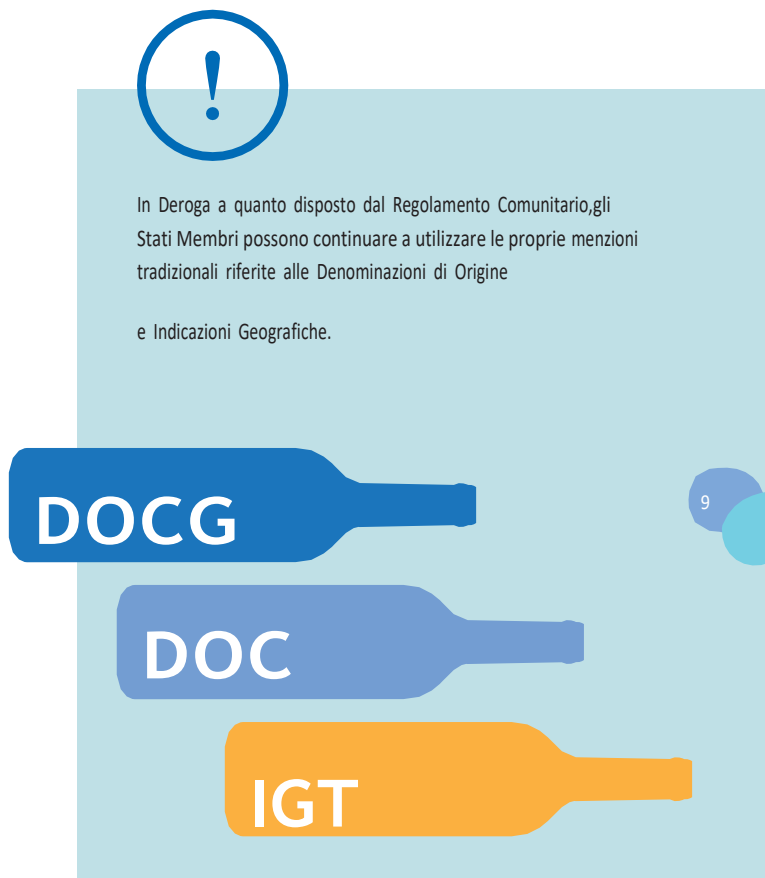 !
In Deroga a quanto disposto dal Regolamento Comunitario,gli
Stati Membri possono continuare a utilizzare le proprie menzioni
tradizionali riferite alle Denominazioni di Origine
e Indicazioni Geografiche.
DOCG
9
DOC
IGT